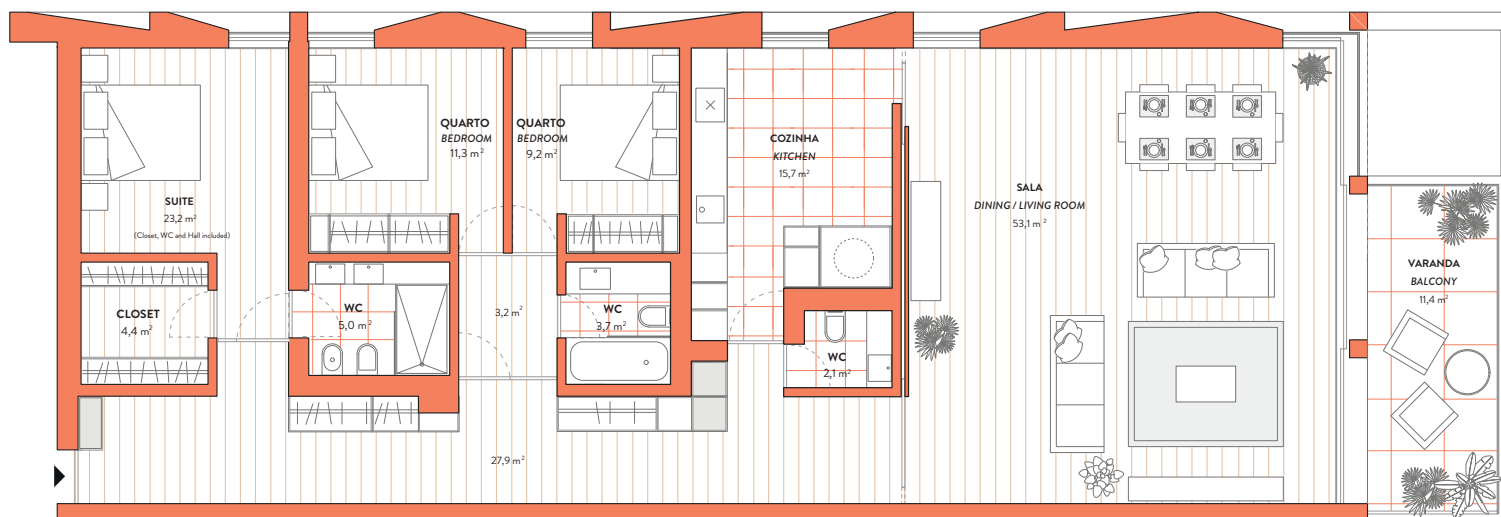 SUITE
23,2 m²
(Closet, WC and Hall included)
CLOSET
4,4 m²
QUARTO
BEDROOM
11,3 m²
QUARTO
BEDROOM
9,2 m²
WC
5,0 m²
3,2 m²
WC
3,7 m²
COZINHA
KITCHEN
15,7 m²
WC
2,1 m²
27,9 m²
SALA
DINING / LIVING ROOM
53,1 m²
VARANDA
BALCONY
11,4 m²